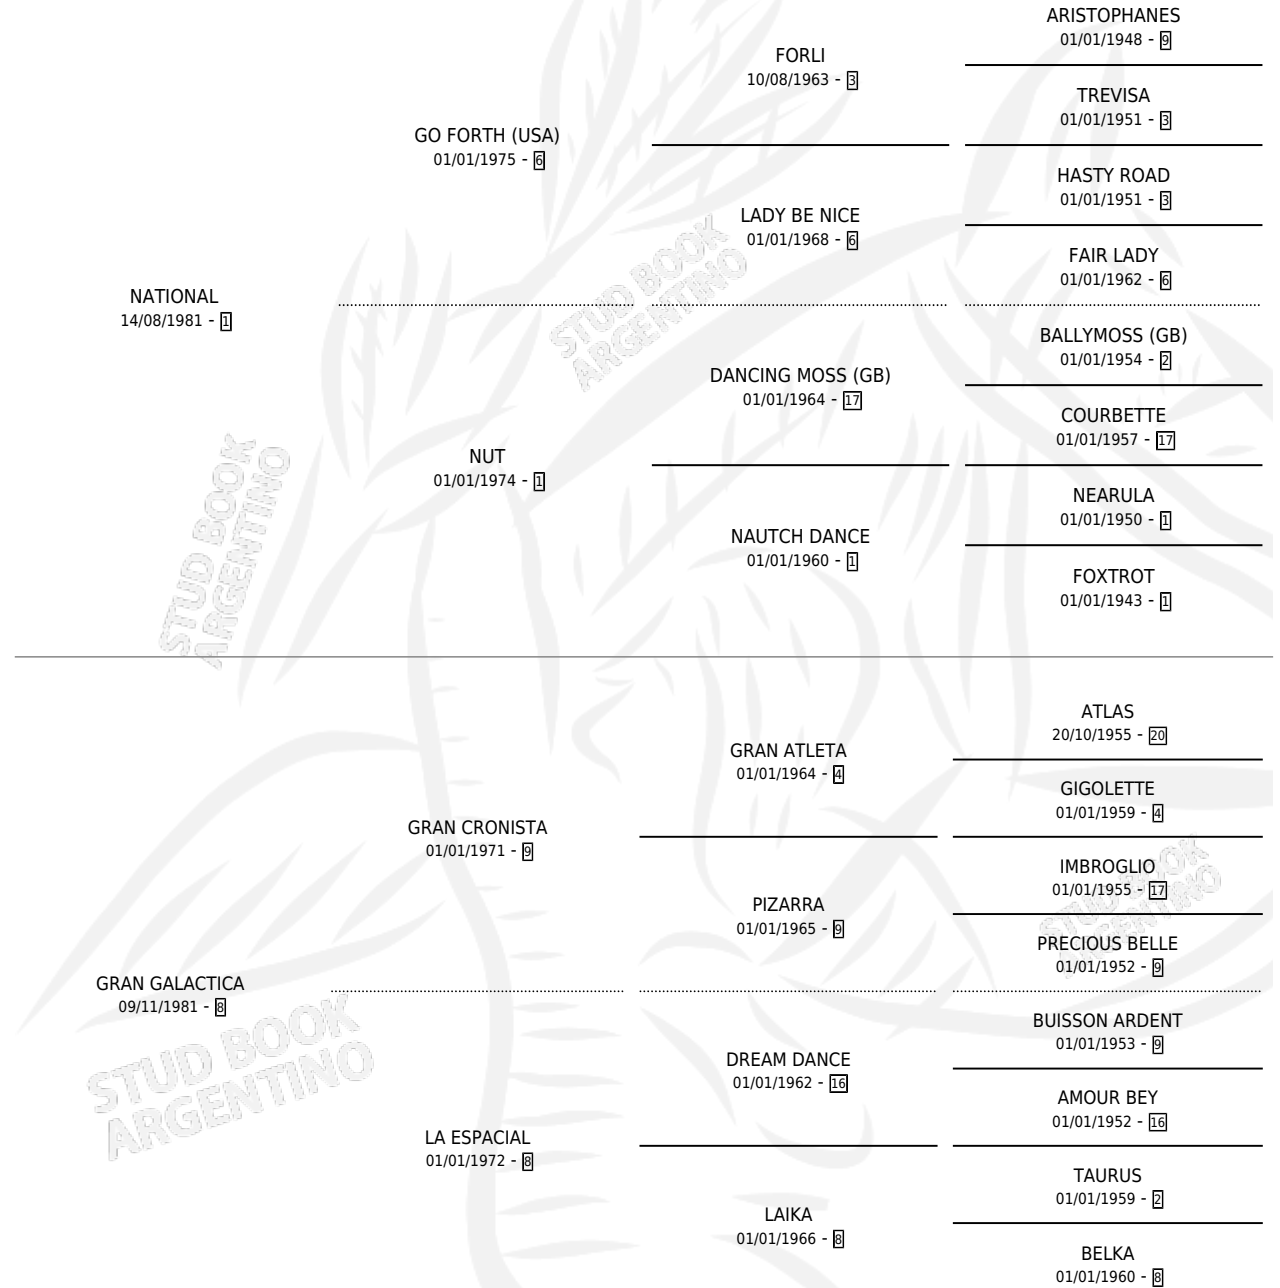 ARISTOPHANES
01/01/1948 - 9
FORLI
10/08/1963 - 3
TREVISA
01/01/1951 - 3
GO FORTH (USA)
01/01/1975 - 6
HASTY ROAD
01/01/1951 - 3
LADY BE NICE
01/01/1968 - 6
FAIR LADY
01/01/1962 - 6
NATIONAL
14/08/1981 - 1
BALLYMOSS (GB)
01/01/1954 - 2
DANCING MOSS (GB)
01/01/1964 - 17
COURBETTE
01/01/1957 - 17
NUT
01/01/1974 - 1
NEARULA
01/01/1950 - 1
NAUTCH DANCE
01/01/1960 - 1
FOXTROT
01/01/1943 - 1
STUD BOOK
ARGENTINO
STUD BOOK
ARGENTINO
ATLAS
20/10/1955 - 20
GRAN ATLETA
01/01/1964 - 4
GIGOLETTE
01/01/1959 - 4
GRAN CRONISTA
01/01/1971 - 9
IMBROGLIO
01/01/1955 - 17
PIZARRA
01/01/1965 - 9
PRECIOUS BELLE
01/01/1952 - 9
GRAN GALACTICA
09/11/1981 - 8
BUISSON ARDENT
01/01/1953 - 9
DREAM DANCE
01/01/1962 - 16
AMOUR BEY
01/01/1952 - 16
LA ESPACIAL
01/01/1972 - 8
TAURUS
01/01/1959 - 2
LAIKA
01/01/1966 - 8
BELKA
01/01/1960 - 8
STUD BOOK
ARGENTINO
STUD BOOK
ARGENTINO